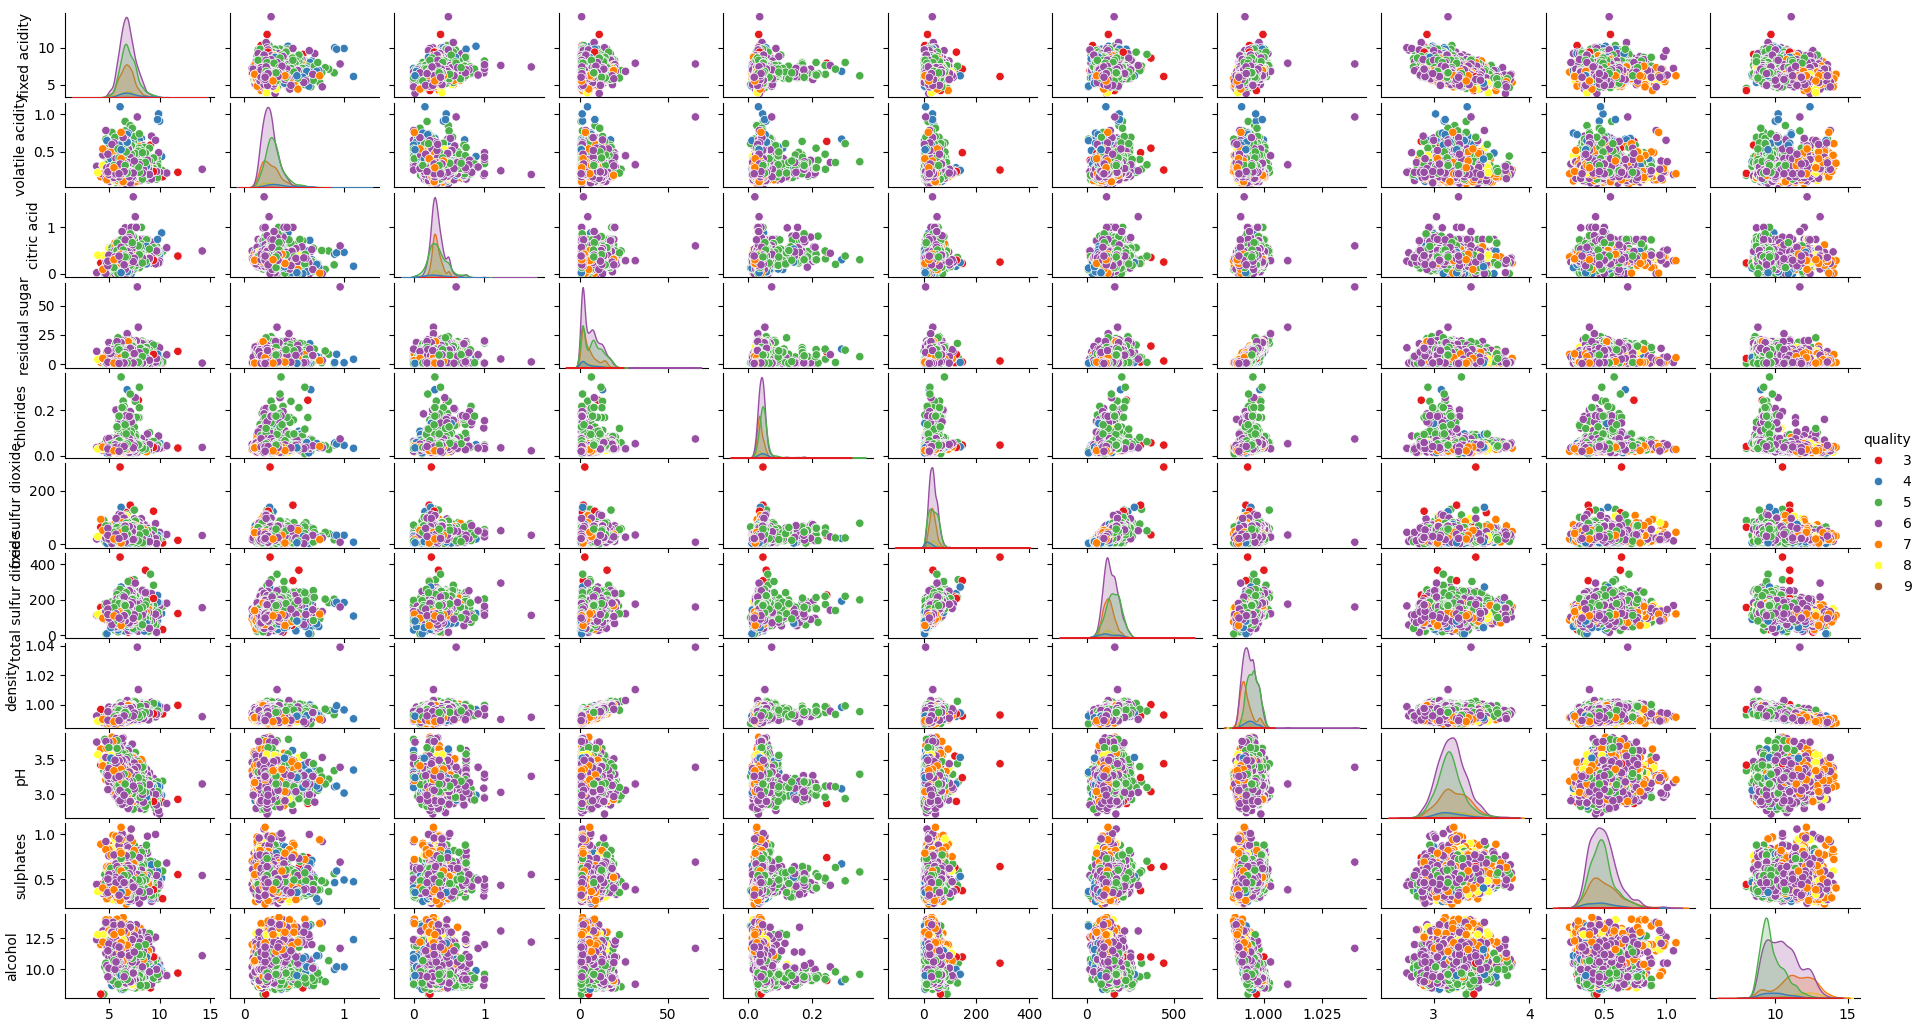 fixed acidity
10
5
volatile acidity
1.0
0.5
citric acid
1
0
residual sugar
50
25
0
chlorides
0.2
0.0
free sulfur dioxide
200
0
total sulfur dioxide
400
200
0
density
1.04
1.02
1.00
pH
3.5
3.0
sulphates
1.0
0.5
alcohol
12.5
10.0
5 10 15 0 1 0 1 0 50 0.0 0.2 0 200 400 0 500 1.000 1.025 3 4 0.5 1.0 10 15
quality
3
4
5
6
7
8
9